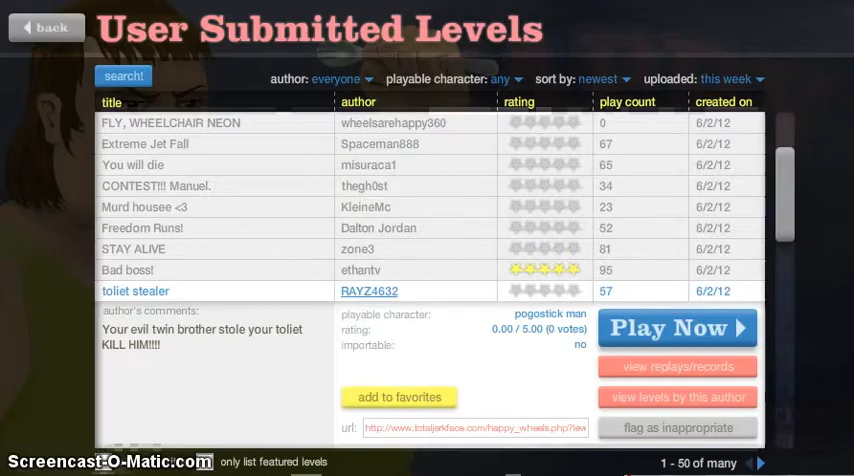 back
User Submitted Levels
search!
author: everyone playable character: any sort by: newest uploaded: this week
title author rating play count created on
FLY, WHEELCHAIR NEON wheelsarehappy360 0 6/2/12
Extreme Jet Fall Spaceman888 67 6/2/12
You will die misuraca1 65 6/2/12
CONTEST!!! Manuel. thegh0st 34 6/2/12
Murd housee <3 KleineMc 23 6/2/12
Freedom Runs! Dalton Jordan 52 6/2/12
STAY ALIVE zone3 81 6/2/12
Bad boss! ethantv 95 6/2/12
toliet stealer RAYZ4632 57 6/2/12
author's comments:
Your evil twin brother stole your toliet
KILL HIM!!!!
playable character: pogostick man
rating: 0.00 / 5.00 (0 votes)
importable: no
Play Now
view replays/records
add to favorites
view levels by this author
url: http://www.totaljerkface.com/happy_wheels.php?lev
flag as inappropriate
Screencast-O-Matic.com
only list featured levels
1 - 50 of many